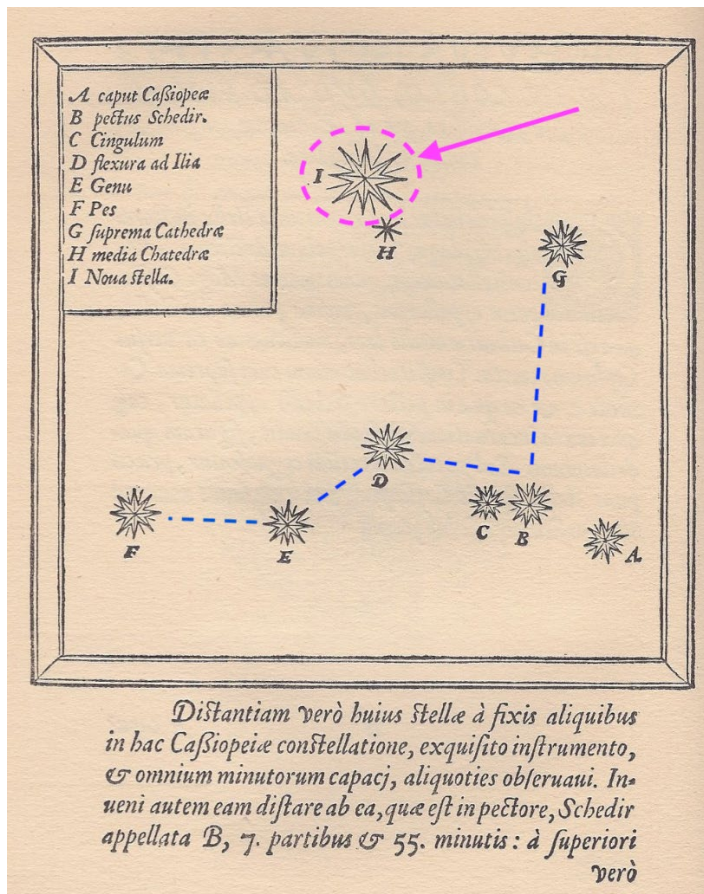 A caput Caſsiopeæ
B pectus Schedir.
C Cingulum
D flexura ad Ilia
E Genu
F Pes
G ſuprema Cathedræ
H media Chatedræ
I Noua ſtella.
I
H
G
D
C
B
A
E
F
Diſtantiam verò huius ſtellæ à fixis aliquibus
in hac Caſsiopeiæ conſtellatione, exquiſito inſtrumento,
& omnium minutorum capacj, aliquoties obſeruaui. In-
ueni autem eam diſtare ab ea, quæ eſt in pectore, Schedir
appellata B, 7. partibus & 55. minutis: à ſuperiori
verò